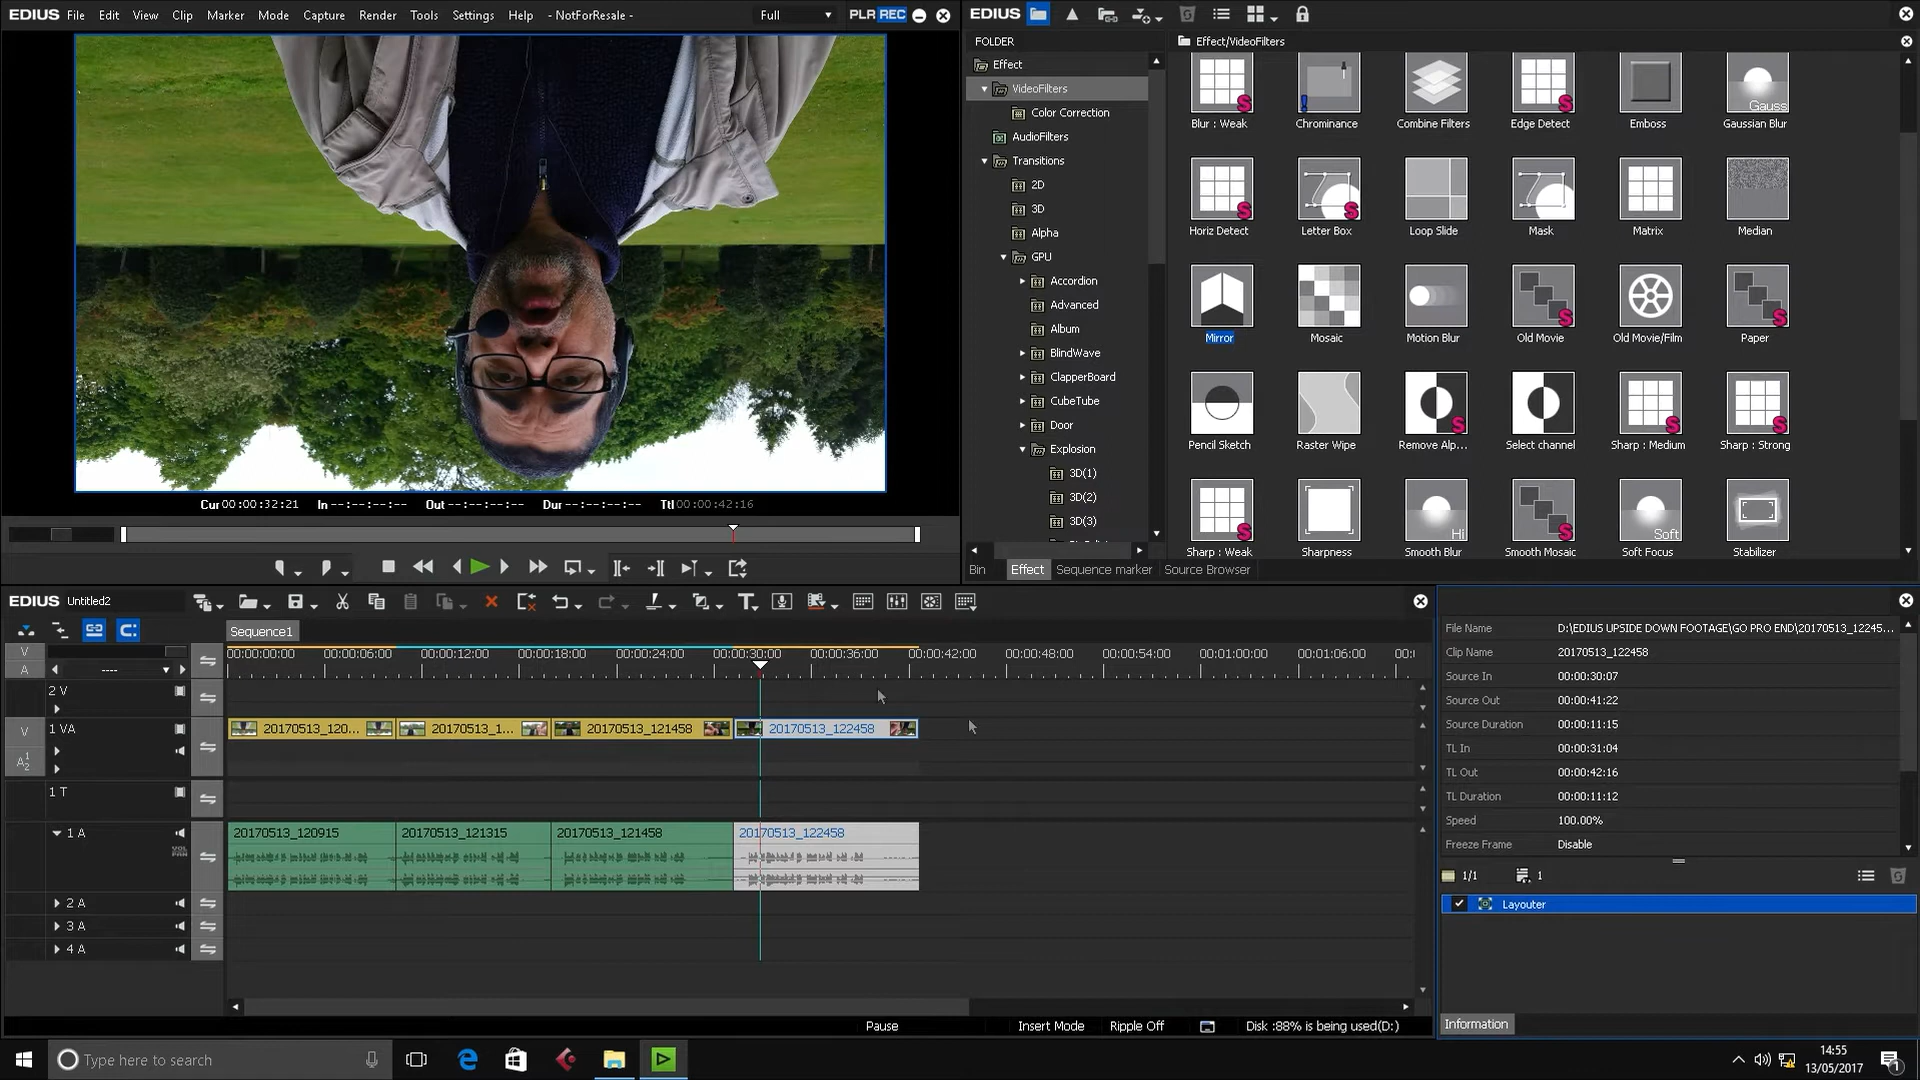 EDIUS File Edit View Clip Marker Mode Capture Render Tools Settings Help - NotForResale - Full PLR REC
Cur 00:00:32:21 In --:--:--:-- Out --:--:--:-- Dur --:--:--:-- Ttl 00:00:42:16
EDIUS
FOLDER
Effect
VideoFilters
Color Correction
AudioFilters
Transitions
2D
3D
Alpha
GPU
Accordion
Advanced
Album
BlindWave
ClapperBoard
CubeTube
Door
Explosion
3D(1)
3D(2)
3D(3)
Effect/VideoFilters
Gauss
Blur : Weak Chrominance Combine Filters Edge Detect Emboss Gaussian Blur
Horiz Detect Letter Box Loop Slide Mask Matrix Median
Mirror Mosaic Motion Blur Old Movie Old Movie/Film Paper
Pencil Sketch Raster Wipe Remove Alp... Select channel Sharp : Medium Sharp : Strong
Hi Soft
Sharp : Weak Sharpness Smooth Blur Smooth Mosaic Soft Focus Stabilizer
Bin Effect Sequence marker Source Browser
EDIUS Untitled2
Sequence1
00:00:00:00 00:00:06:00 00:00:12:00 00:00:18:00 00:00:24:00 00:00:30:00 00:00:36:00 00:00:42:00 00:00:48:00 00:00:54:00 00:01:00:00 00:01:06:00
V
A ----
2 V
V 1 VA 20170513_120... 20170513_1... 20170513_121458 20170513_122458
A12
1 T
1 A 20170513_120915 20170513_121315 20170513_121458 20170513_122458
VOL
PAN
2 A
3 A
4 A
Pause Insert Mode Ripple Off Disk :88% is being used(D:)
File Name D:\EDIUS UPSIDE DOWN FOOTAGE\GO PRO END\20170513_12245...
Clip Name 20170513_122458
Source In 00:00:30:07
Source Out 00:00:41:22
Source Duration 00:00:11:15
TL In 00:00:31:04
TL Out 00:00:42:16
TL Duration 00:00:11:12
Speed 100.00%
Freeze Frame Disable
1/1 1
Layouter
Information
Type here to search
14:55
13/05/2017
1